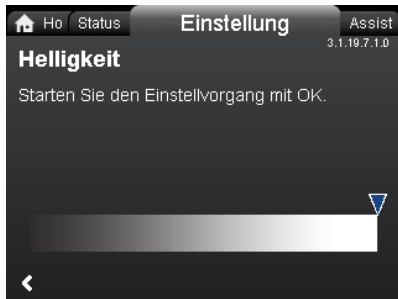 Ho Status Einstellung Assist
3.1.19.7.1.0
Helligkeit
Starten Sie den Einstellvorgang mit OK.